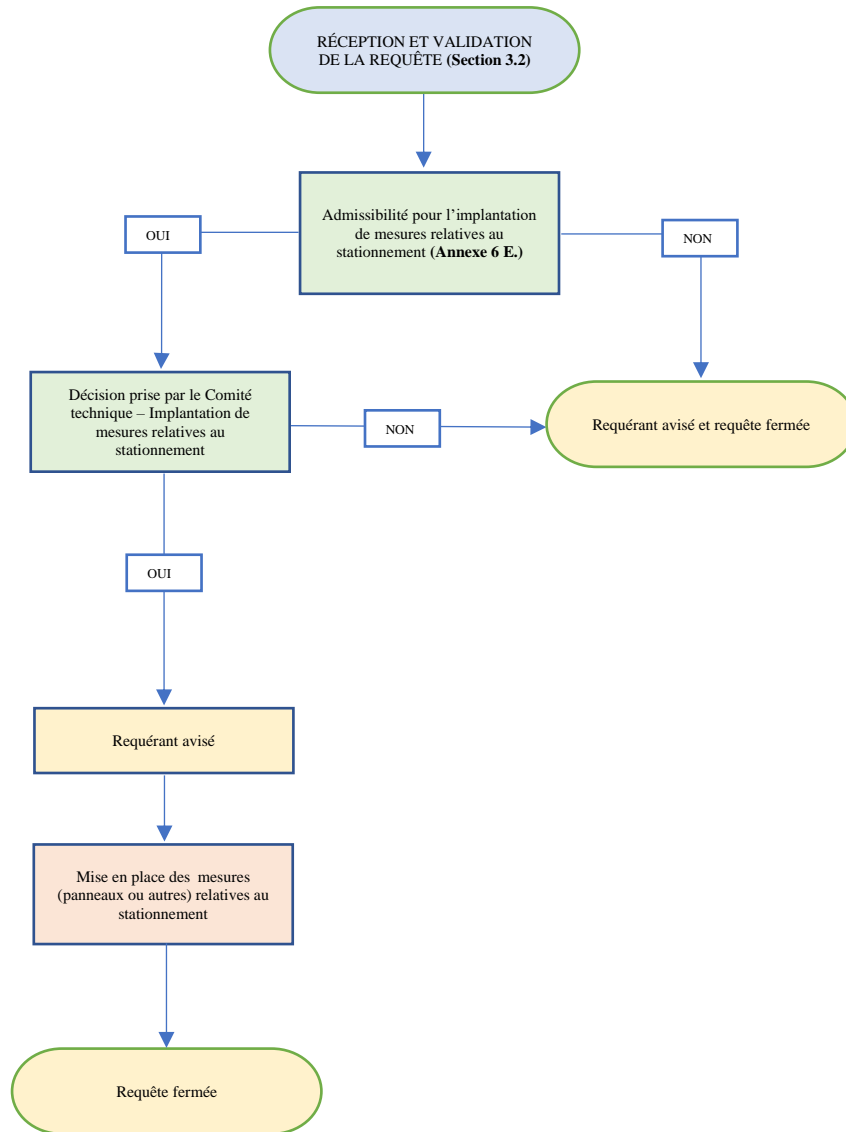 RÉCEPTION ET VALIDATION
DE LA REQUÊTE (Section 3.2)
Admissibilité pour l'implantation
de mesures relatives au
stationnement (Annexe 6 E.)
OUI
NON
Décision prise par le Comité
technique – Implantation de
mesures relatives au
stationnement
NON
Requérant avisé et requête fermée
OUI
Requérant avisé
Mise en place des  mesures
(panneaux ou autres) relatives au
stationnement
Requête fermée